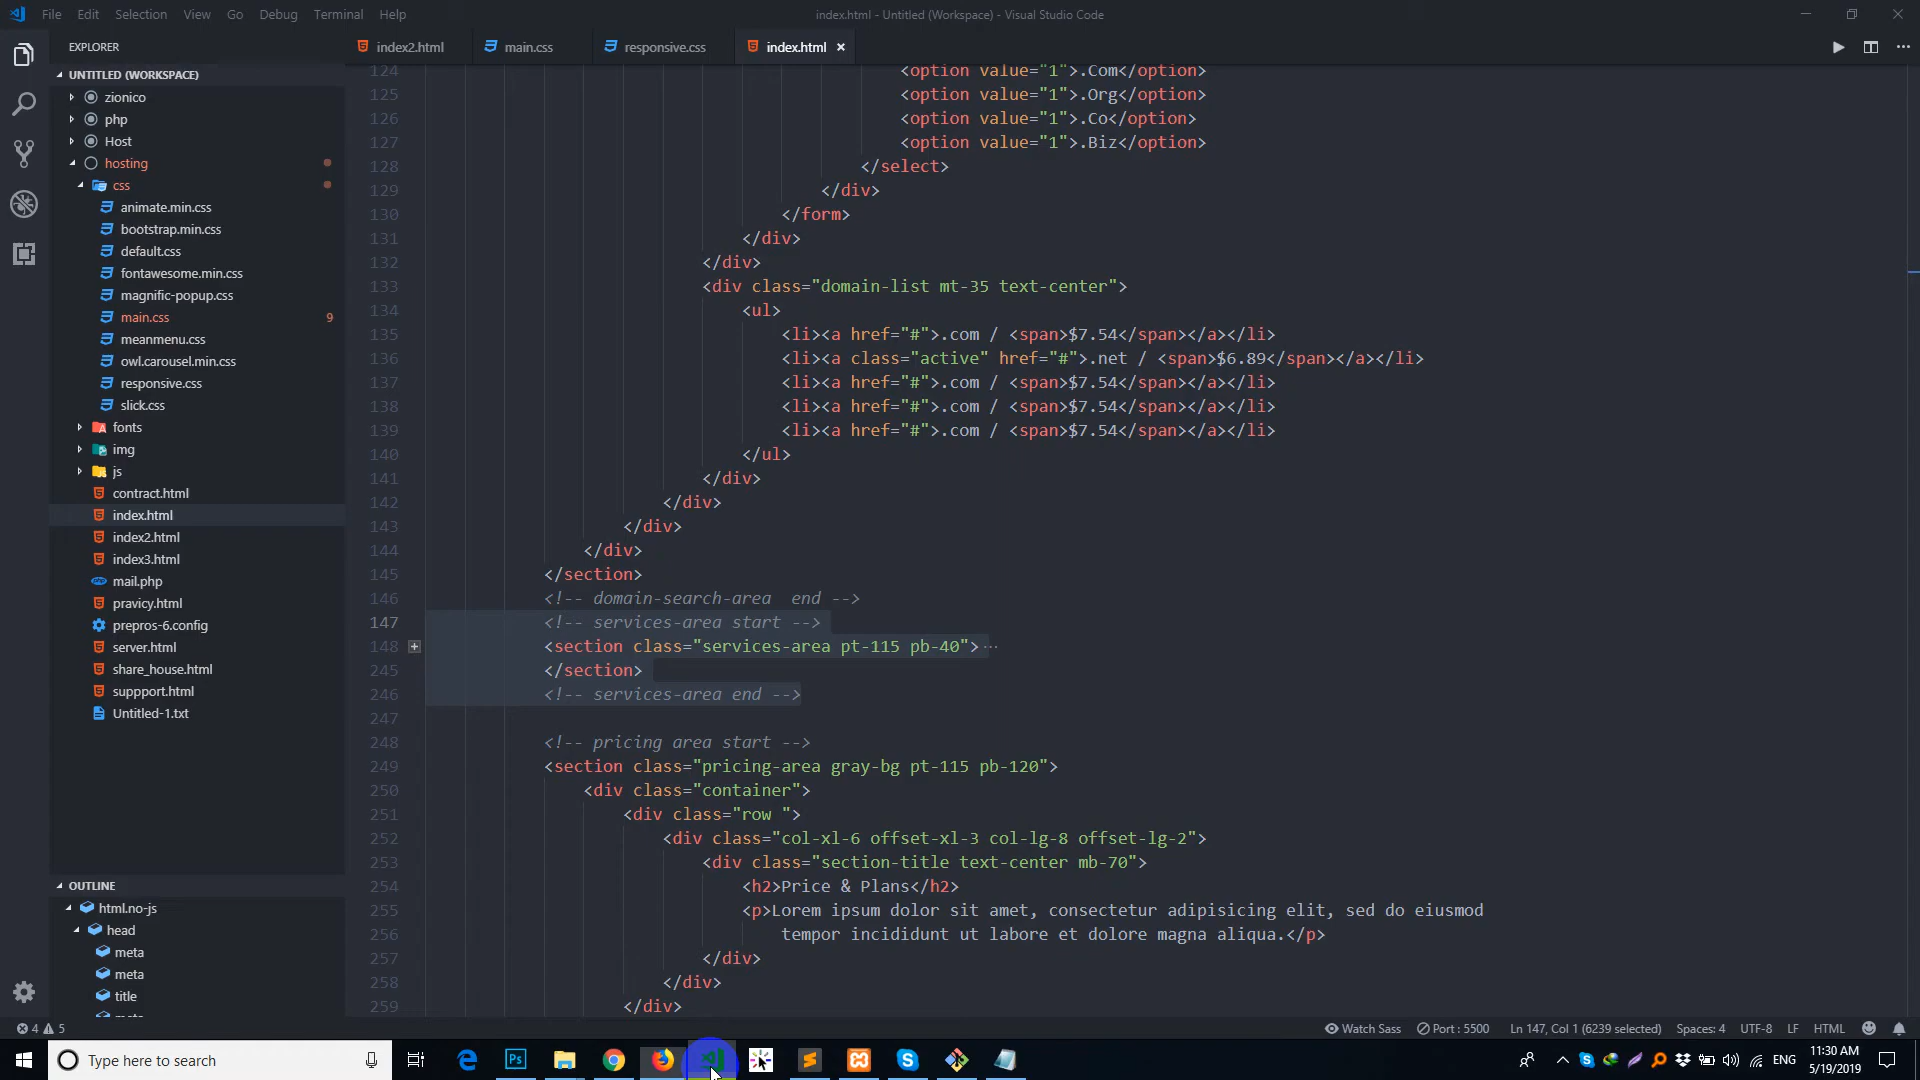 File Edit Selection View Go Debug Terminal Help
index.html - Untitled (Workspace) - Visual Studio Code
EXPLORER
index2.html
main.css
responsive.css
index.html
UNTITLED (WORKSPACE)
zionico
php
Host
hosting
css
animate.min.css
bootstrap.min.css
default.css
fontawesome.min.css
magnific-popup.css
main.css 9
meanmenu.css
owl.carousel.min.css
responsive.css
slick.css
fonts
img
js
contract.html
index.html
index2.html
index3.html
mail.php
pravicy.html
prepros-6.config
server.html
share_house.html
suppport.html
Untitled-1.txt
OUTLINE
html.no-js
head
meta
meta
title
124 <option value="1">.Com</option>
125 <option value="1">.Org</option>
126 <option value="1">.Co</option>
127 <option value="1">.Biz</option>
128 </select>
129 </div>
130 </form>
131 </div>
132 </div>
133 <div class="domain-list mt-35 text-center">
134 <ul>
135 <li><a href="#">.com / <span>$7.54</span></a></li>
136 <li><a class="active" href="#">.net / <span>$6.89</span></a></li>
137 <li><a href="#">.com / <span>$7.54</span></a></li>
138 <li><a href="#">.com / <span>$7.54</span></a></li>
139 <li><a href="#">.com / <span>$7.54</span></a></li>
140 </ul>
141 </div>
142 </div>
143 </div>
144 </div>
145 </section>
146 <!-- domain-search-area  end -->
147 <!-- services-area start -->
148 <section class="services-area pt-115 pb-40">...
245 </section>
246 <!-- services-area end -->
247
248 <!-- pricing area start -->
249 <section class="pricing-area gray-bg pt-115 pb-120">
250 <div class="container">
251 <div class="row ">
252 <div class="col-xl-6 offset-xl-3 col-lg-8 offset-lg-2">
253 <div class="section-title text-center mb-70">
254 <h2>Price & Plans</h2>
255 <p>Lorem ipsum dolor sit amet, consectetur adipisicing elit, sed do eiusmod
256 tempor incididunt ut labore et dolore magna aliqua.</p>
257 </div>
258 </div>
259 </div>
4 5
Watch Sass Port : 5500 Ln 147, Col 1 (6239 selected) Spaces: 4 UTF-8 LF HTML
Type here to search
Ps
ENG
11:30 AM
5/19/2019